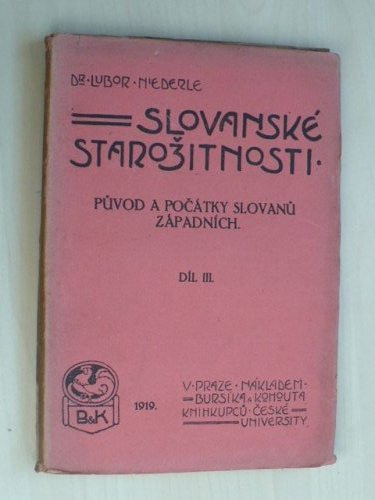 DR· LUBOR · NIEDERLE
SLOVANSKÉ
STAROŽITNOSTI·
PŮVOD A POČÁTKY SLOVANŮ
ZÁPADNÍCH.
DÍL III.
B&K
1919.
V · PRAZE · NÁKLADEM ·
BURSÍKA A KOHOUTA
KNIHKUPCŮ · ČESKÉ
UNIVERSITY